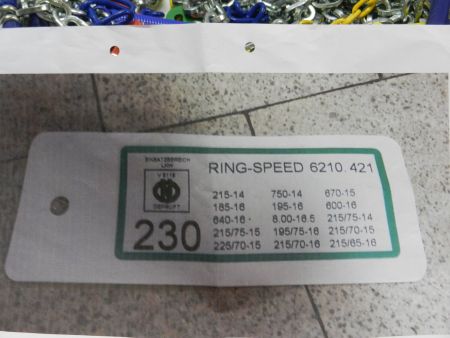 EINSATZBEREICH
LKW
V 5119
GEPRÜFT
230
RING-SPEED 6210. 421
215-14 750-14 670-15
185-16 195-16 600-16
640-16 8.00-16.5 215/75-14
215/75-15 195/75-16 215/70-15
225/70-15 215/70-16 215/65-16